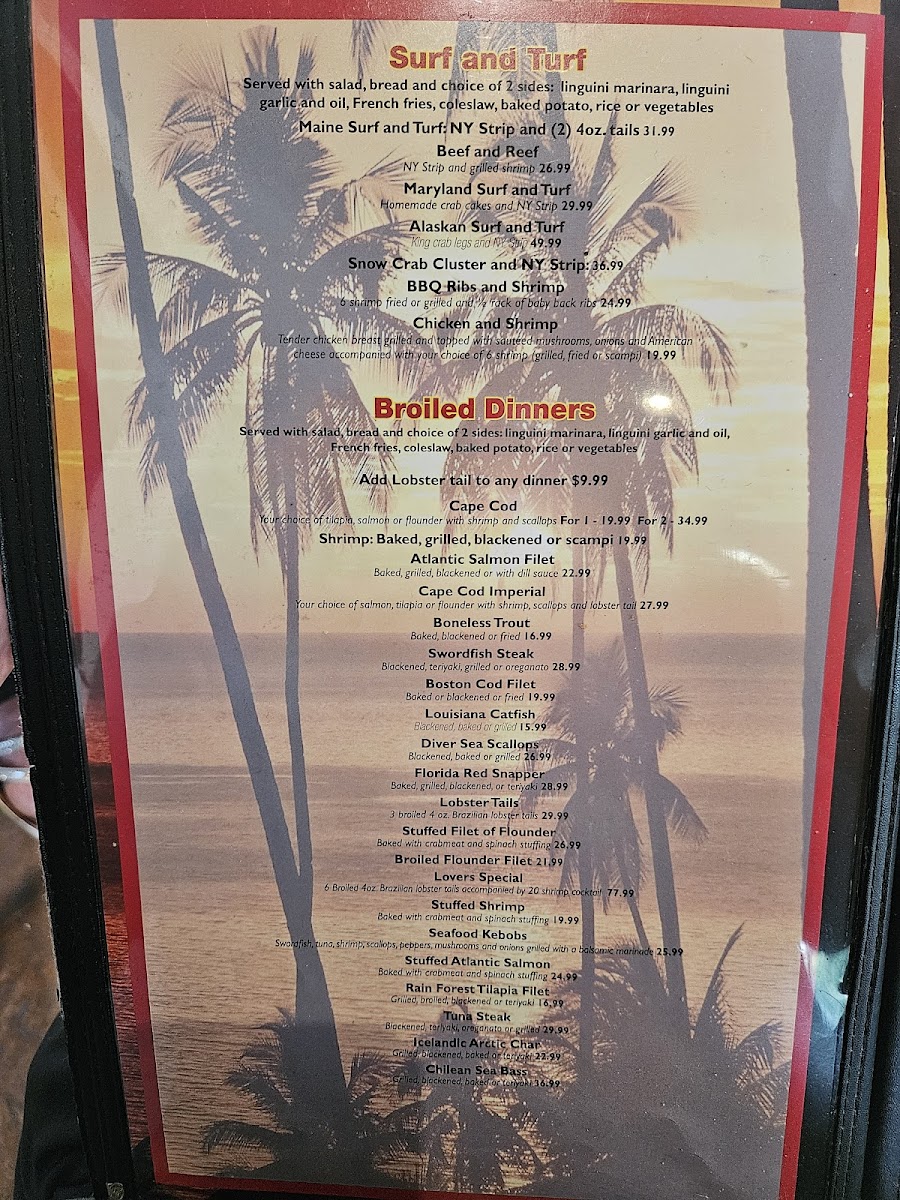 Surf and Turf
Served with salad, bread and choice of 2 sides: linguini marinara, linguini
garlic and oil, French fries, coleslaw, baked potato, rice or vegetables
Maine Surf and Turf: NY Strip and (2) 4oz. tails 31.99
Beef and Reef
NY Strip and grilled shrimp 26.99
Maryland Surf and Turf
Homemade crab cakes and NY Strip 29.99
Alaskan Surf and Turf
King crab legs and NY Strip 49.99
Snow Crab Cluster and NY Strip: 36.99
BBQ Ribs and Shrimp
6 shrimp fried or grilled and ½ rack of baby back ribs 24.99
Chicken and Shrimp
Tender chicken breast grilled and topped with sauteed mushrooms, onions and American
cheese accompanied with your choice of 6 shrimp (grilled, fried or scampi) 19.99
Broiled Dinners
Served with salad, bread and choice of 2 sides: linguini marinara, linguini garlic and oil,
French fries, coleslaw, baked potato, rice or vegetables
Add Lobster tail to any dinner $9.99
Cape Cod
Your choice of tilapia, salmon or flounder with shrimp and scallops For 1 - 19.99 For 2 - 34.99
Shrimp: Baked, grilled, blackened or scampi 19.99
Atlantic Salmon Filet
Baked, grilled, blackened or with dill sauce 22.99
Cape Cod Imperial
Your choice of salmon, tilapia or flounder with shrimp, scallops and lobster tail 27.99
Boneless Trout
Baked, blackened or fried 16.99
Swordfish Steak
Blackened, teriyaki, grilled or oreganato 28.99
Boston Cod Filet
Baked or blackened or fried 19.99
Louisiana Catfish
Blackened, baked or grilled 15.99
Diver Sea Scallops
Blackened, baked or grilled 26.99
Florida Red Snapper
Baked, grilled, blackened, or teriyaki 28.99
Lobster Tails
3 broiled 4 oz. Brazilian lobster tails 29.99
Stuffed Filet of Flounder
Baked with crabmeat and spinach stuffing 26.99
Broiled Flounder Filet 21.99
Lovers Special
6 Broiled 4oz. Brazilian lobster tails accompanied by 20 shrimp cocktail 77.99
Stuffed Shrimp
Baked with crabmeat and spinach stuffing 19.99
Seafood Kebobs
Swordfish, tuna, shrimp, scallops, peppers, mushrooms and onions grilled with a balsamic marinade 25.99
Stuffed Atlantic Salmon
Baked with crabmeat and spinach stuffing 24.99
Rain Forest Tilapia Filet
Grilled, broiled, blackened or teriyaki 16.99
Tuna Steak
Blackened, teriyaki, oreganato or grilled 29.99
Icelandic Arctic Char
Grilled, blackened, baked or teriyaki 22.99
Chilean Sea Bass
Grilled, blackened, baked or teriyaki 36.99